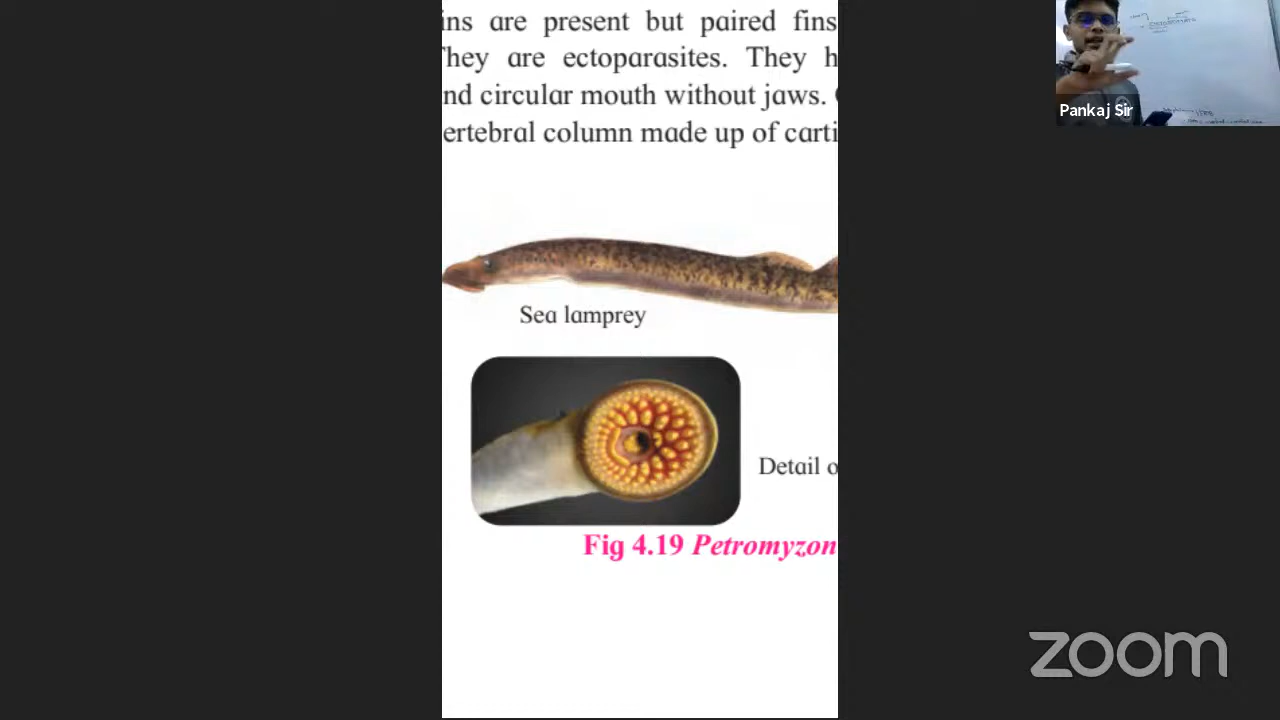 ins are present but paired fins
They are ectoparasites. They h
nd circular mouth without jaws.
ertebral column made up of carti
Sea lamprey
Detail o
Fig 4.19 Petromyzon
Pankaj Sir
zoom